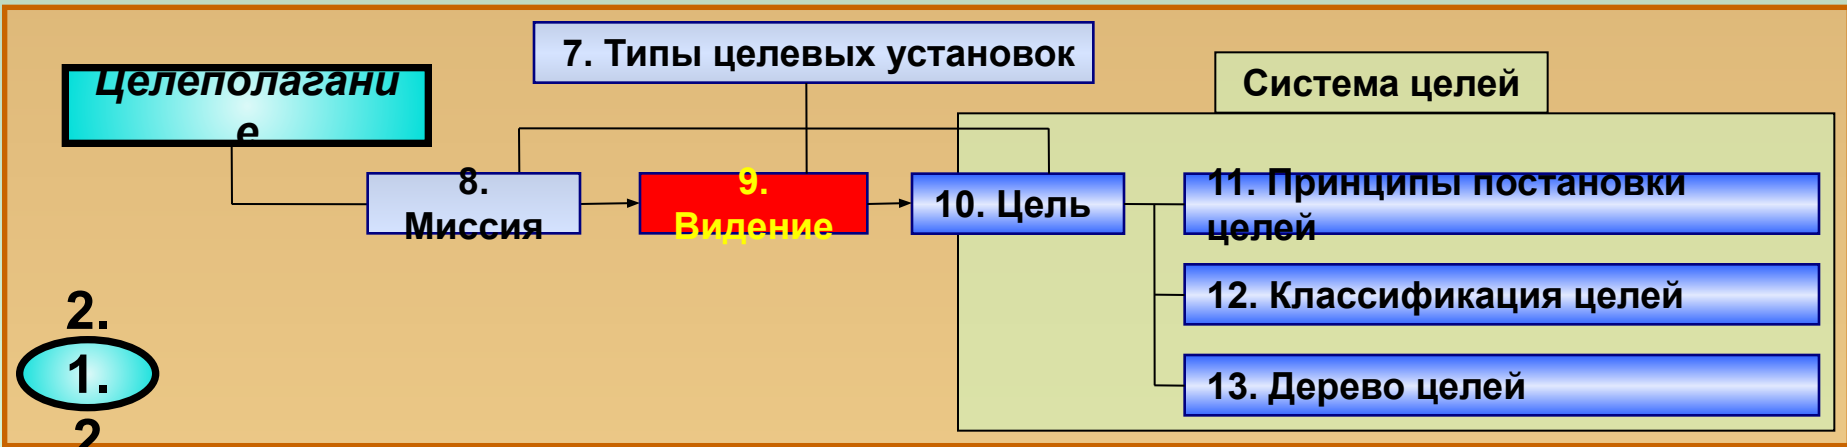 7. Типы целевых установок
Целеполагани
е
Система целей
8.
Миссия
9.
Видение
10. Цель
11. Принципы постановки
целей
12. Классификация целей
13. Дерево целей
2.
1.
2